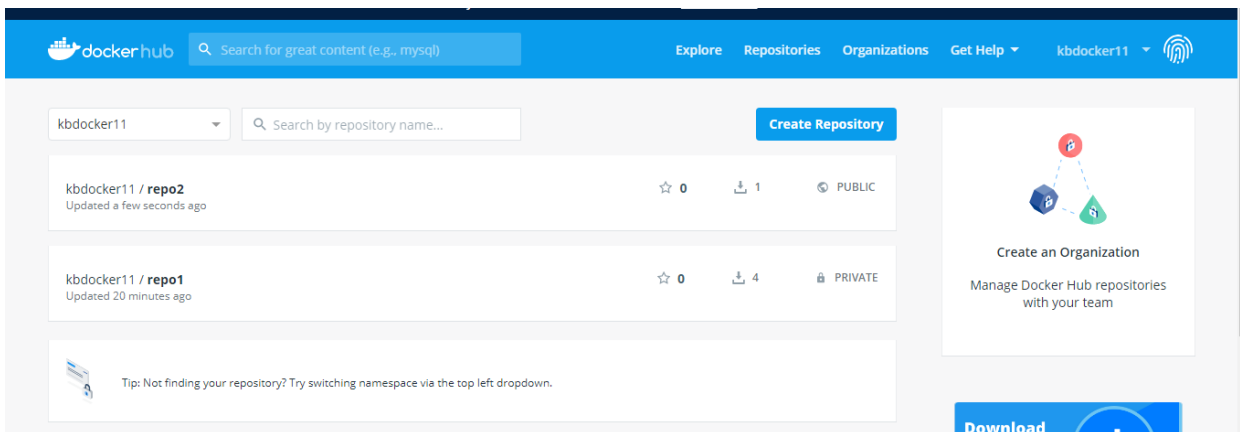 dockerhub
Search for great content (e.g., mysql)
Explore
Repositories
Organizations
Get Help
kbdocker11
kbdocker11
Search by repository name...
Create Repository
kbdocker11 / repo2
Updated a few seconds ago
0
1
PUBLIC
kbdocker11 / repo1
Updated 20 minutes ago
0
4
PRIVATE
Tip: Not finding your repository? Try switching namespace via the top left dropdown.
Create an Organization
Manage Docker Hub repositories
with your team
Download